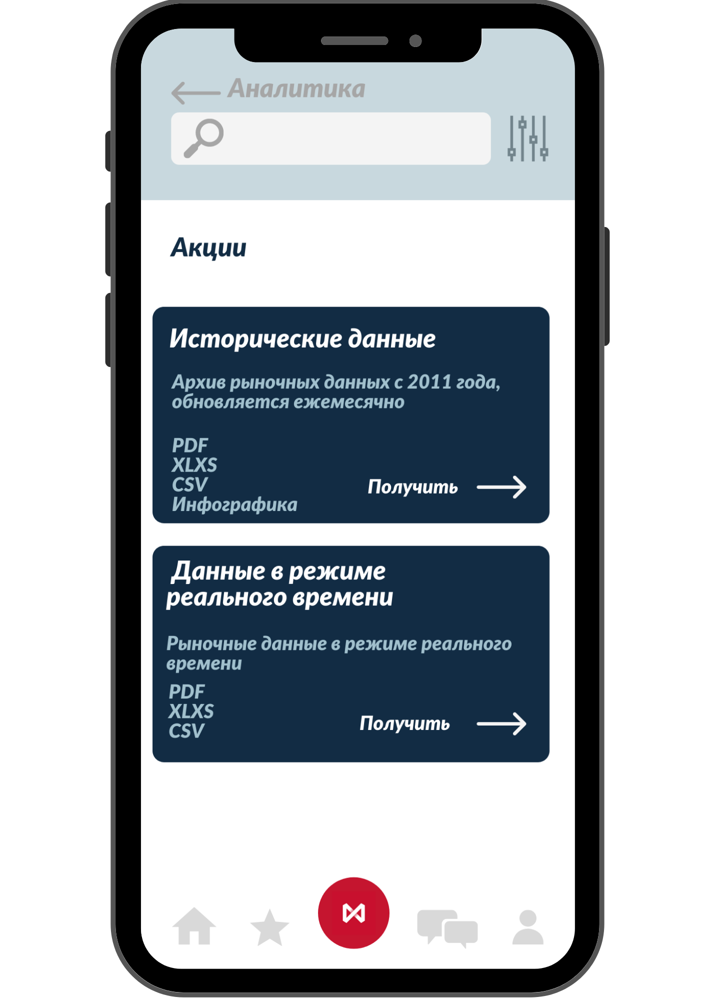 Аналитика
Акции
Исторические данные
Архив рыночных данных с 2011 года,
обновляется ежемесячно
PDF
XLXS
CSV
Инфографика
Получить
Данные в режиме
реального времени
Рыночные данные в режиме реального
времени
PDF
XLXS
CSV
Получить